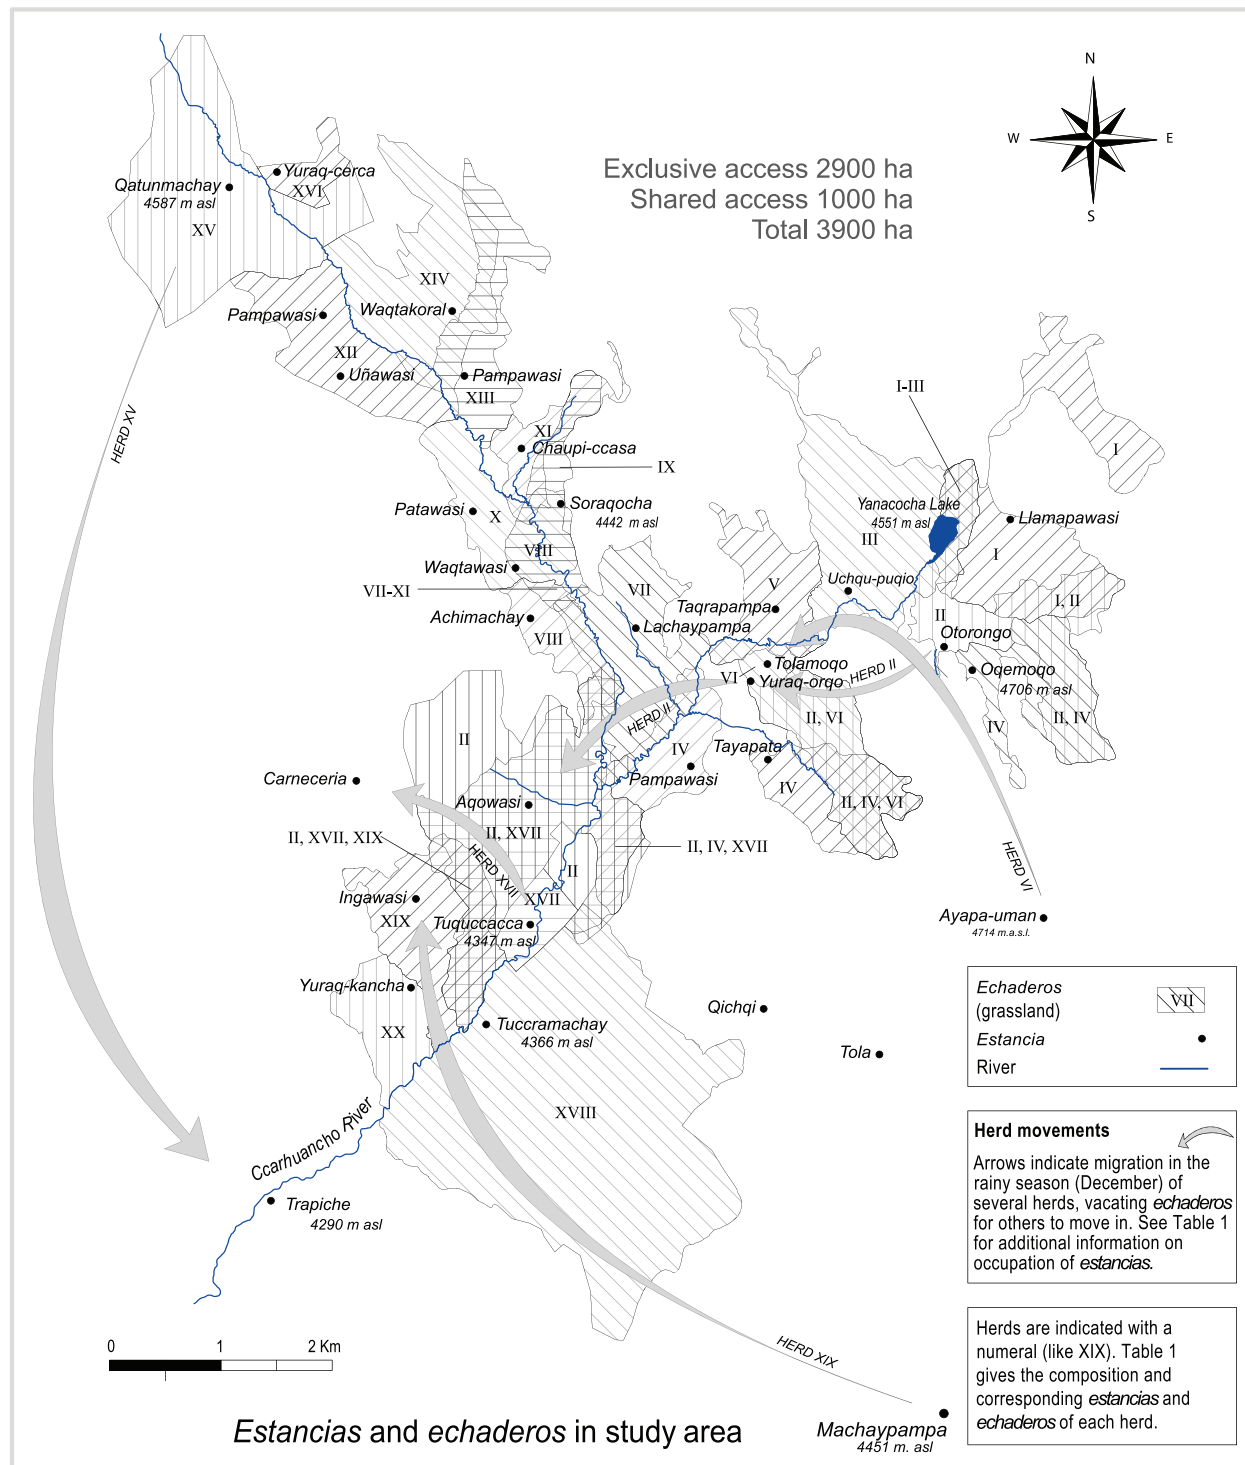 N
W
E
S
Exclusive access 2900 ha
Shared access 1000 ha
Total 3900 ha
Yuraq-cerca
XVI
Qatunmachay
4587 m asl
XV
XIV
Waqtakoral
Pampawasi
XII
Uñawasi
Pampawasi
XIII
HERD XV
XI
Chaupi-ccasa
IX
I-III
I
Patawasi
X
Soraqocha
4442 m asl
Yanacocha Lake
4551 m asl
III
Llamapawasi
I
VIII
Waqtawasi
VII-XI
VII
V
Uchqu-puqio
I, II
Achimachay
VIII
Taqrapampa
Lachaypampa
II
Otorongo
Tolamoqo
VI
Yuraq-orqo
HERD II
Oqemoqo
4706 m asl
HERD II
II, VI
IV
II, IV
II
IV
Tayapata
Carneceria
Pampawasi
IV
Aqowasi
II, IV, VI
II, XVII, XIX
II, XVII
II, IV, XVII
HERD XVII
II
HERD VI
Ingawasi
XVII
XIX
Tuquccacca
4347 m asl
Ayapa-uman
4714 m.a.s.l.
Yuraq-kancha
Qichqi
XX
Tuccramachay
4366 m asl
Tola
XVIII
Ccarhuancho River
Trapiche
4290 m asl
HERD XIX
Machaypampa
4451 m. asl
Echaderos
(grassland)
VII
Estancia
River
Herd movements
Arrows indicate migration in the
rainy season (December) of
several herds, vacating echaderos
for others to move in. See Table 1
for additional information on
occupation of estancias.
Herds are indicated with a
numeral (like XIX). Table 1
gives the composition and
corresponding estancias and
echaderos of each herd.
0 1 2 Km
Estancias and echaderos in study area